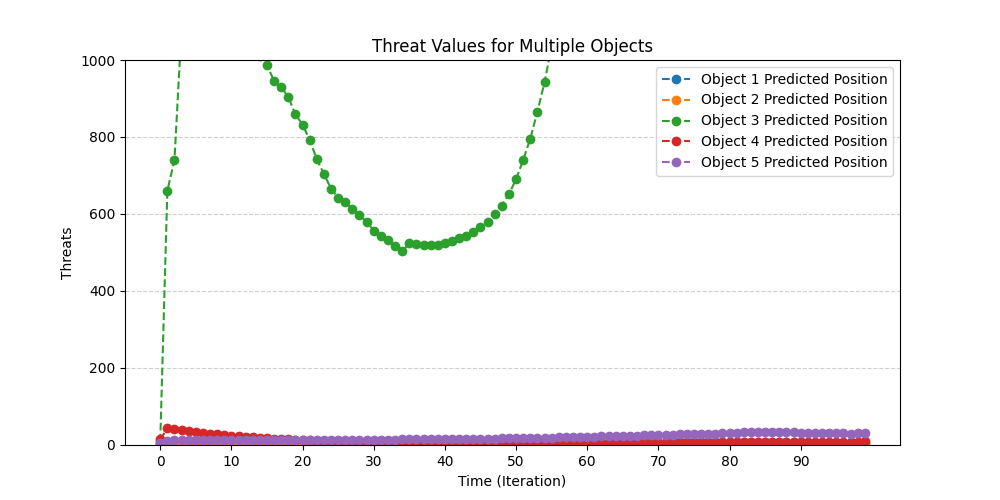 Threat Values for Multiple Objects
1000
800
600
400
200
0
Threats
Object 1 Predicted Position
Object 2 Predicted Position
Object 3 Predicted Position
Object 4 Predicted Position
Object 5 Predicted Position
0 10 20 30 40 50 60 70 80 90
Time (Iteration)